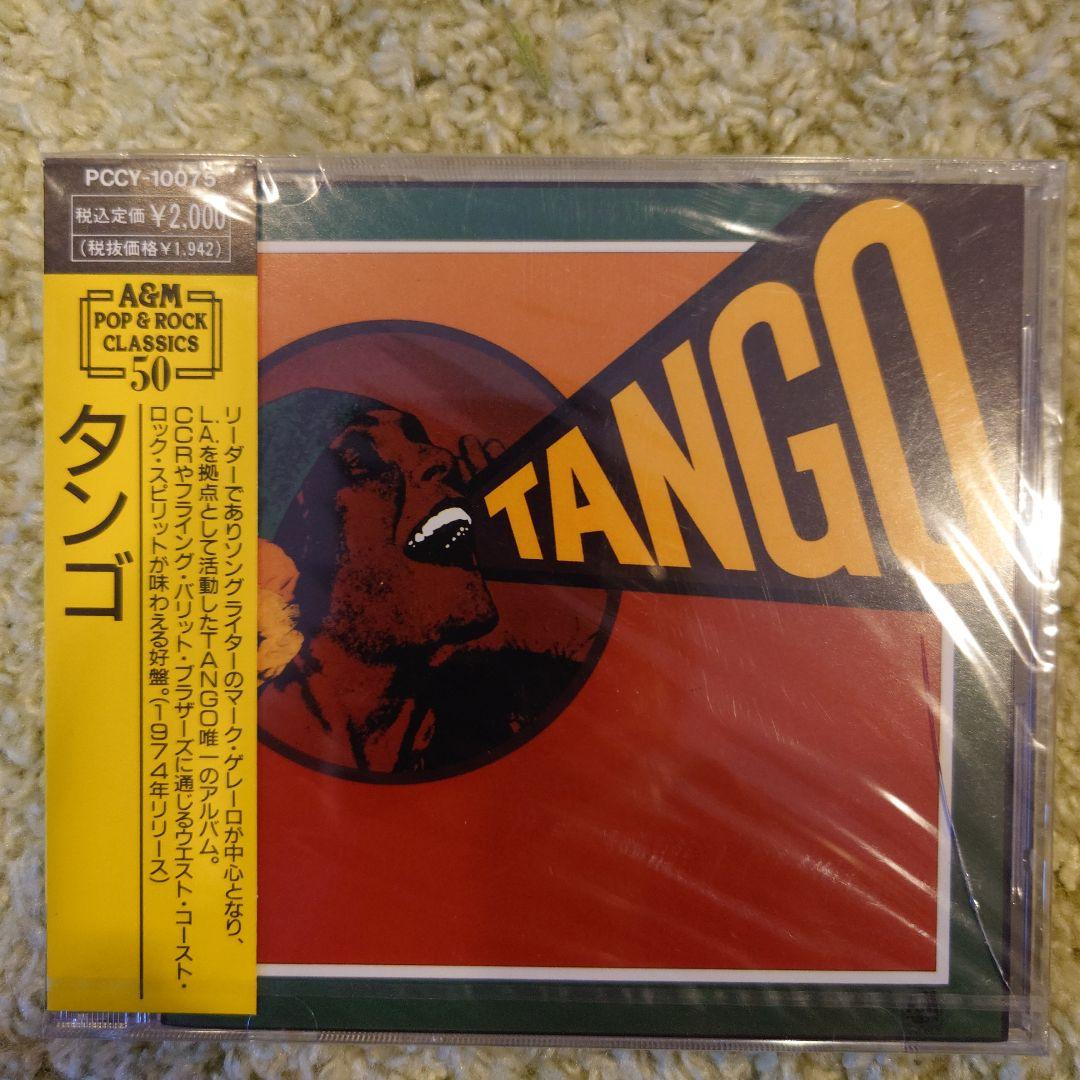 PCCY-10075
税込定価¥2,000
(税抜価格¥1,942)
A&M
POP & ROCK
CLASSICS
50
タンゴ
リーダーでありソングライターのマーク・ゲレーロが中心となり、
L.A.を拠点として活動したTANGO唯一のアルバム。
CCRやフライング・バリット・ブラザーズに通じるウエスト・コースト・
ロック・スピリットが味わえる好盤。(1974年リリース)
TANGO